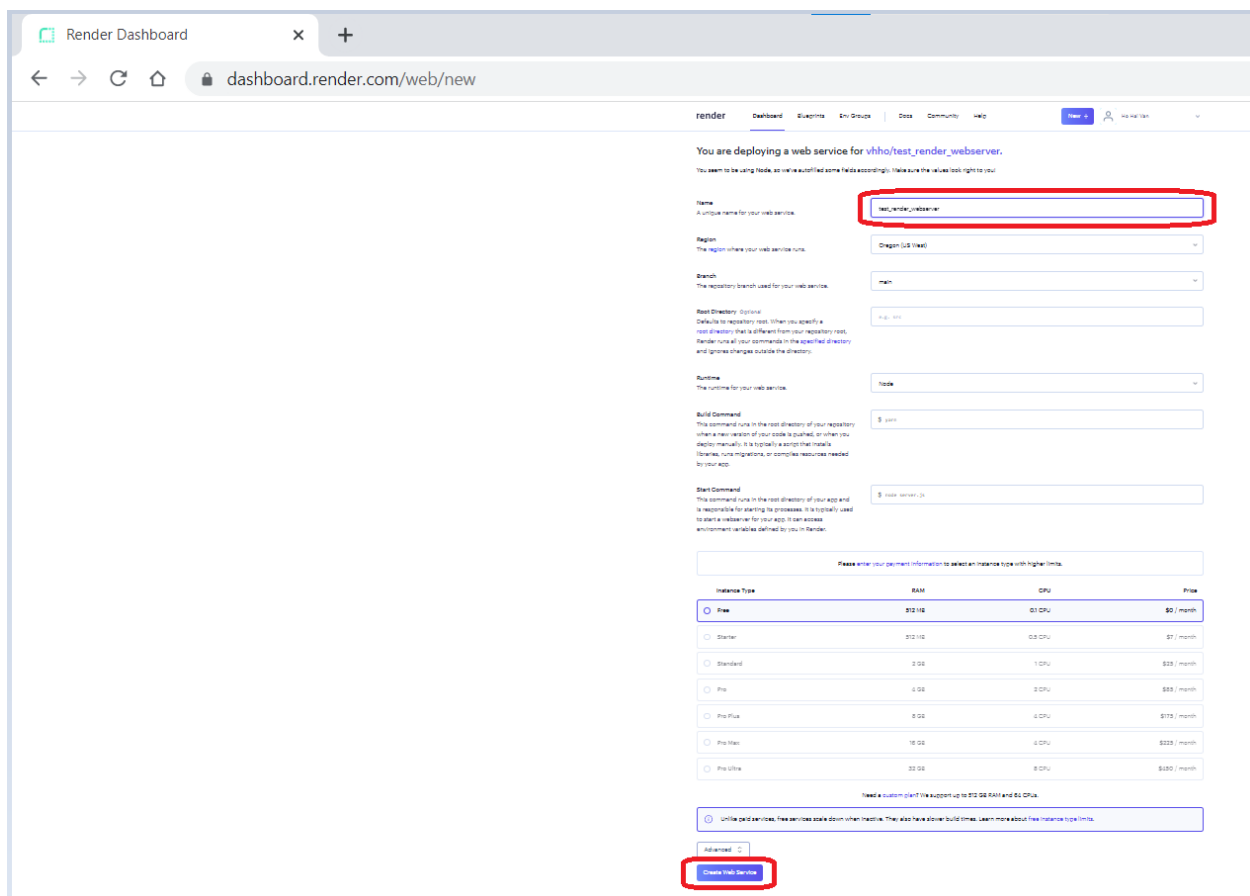 Render Dashboard
dashboard.render.com/web/new
render Dashboard Blueprints Env Groups Docs Community Help New + Ho Hai Van
You are deploying a web service for vhho/test_render_webserver.
You seem to be using Node, so we've autofilled some fields accordingly. Make sure the values look right to you!
Name
A unique name for your web service.
test_render_webserver
Region
The region where your web service runs.
Oregon (US West)
Branch
The repository branch used for your web service.
main
Root Directory Optional
Defaults to repository root. When you specify a
root directory that is different from your repository root,
Render runs all your commands in the specified directory
and ignores changes outside the directory.
e.g. src
Runtime
The runtime for your web service.
Node
Build Command
This command runs in the root directory of your repository
when a new version of your code is pushed, or when you
deploy manually. It is typically a script that installs
libraries, runs migrations, or compiles resources needed
by your app.
$ yarn
Start Command
This command runs in the root directory of your app and
is responsible for starting its processes. It is typically used
to start a webserver for your app. It can access
environment variables defined by you in Render.
$ node server.js
Please enter your payment information to select an instance type with higher limits.
Instance Type RAM CPU Price
Free 512 MB 0.1 CPU $0 / month
Starter 512 MB 0.5 CPU $7 / month
Standard 2 GB 1 CPU $25 / month
Pro 4 GB 2 CPU $85 / month
Pro Plus 8 GB 4 CPU $175 / month
Pro Max 16 GB 4 CPU $225 / month
Pro Ultra 32 GB 8 CPU $450 / month
Need a custom plan? We support up to 512 GB RAM and 64 CPUs.
Unlike paid services, free services scale down when inactive. They also have slower build times. Learn more about free instance type limits.
Advanced
Create Web Service